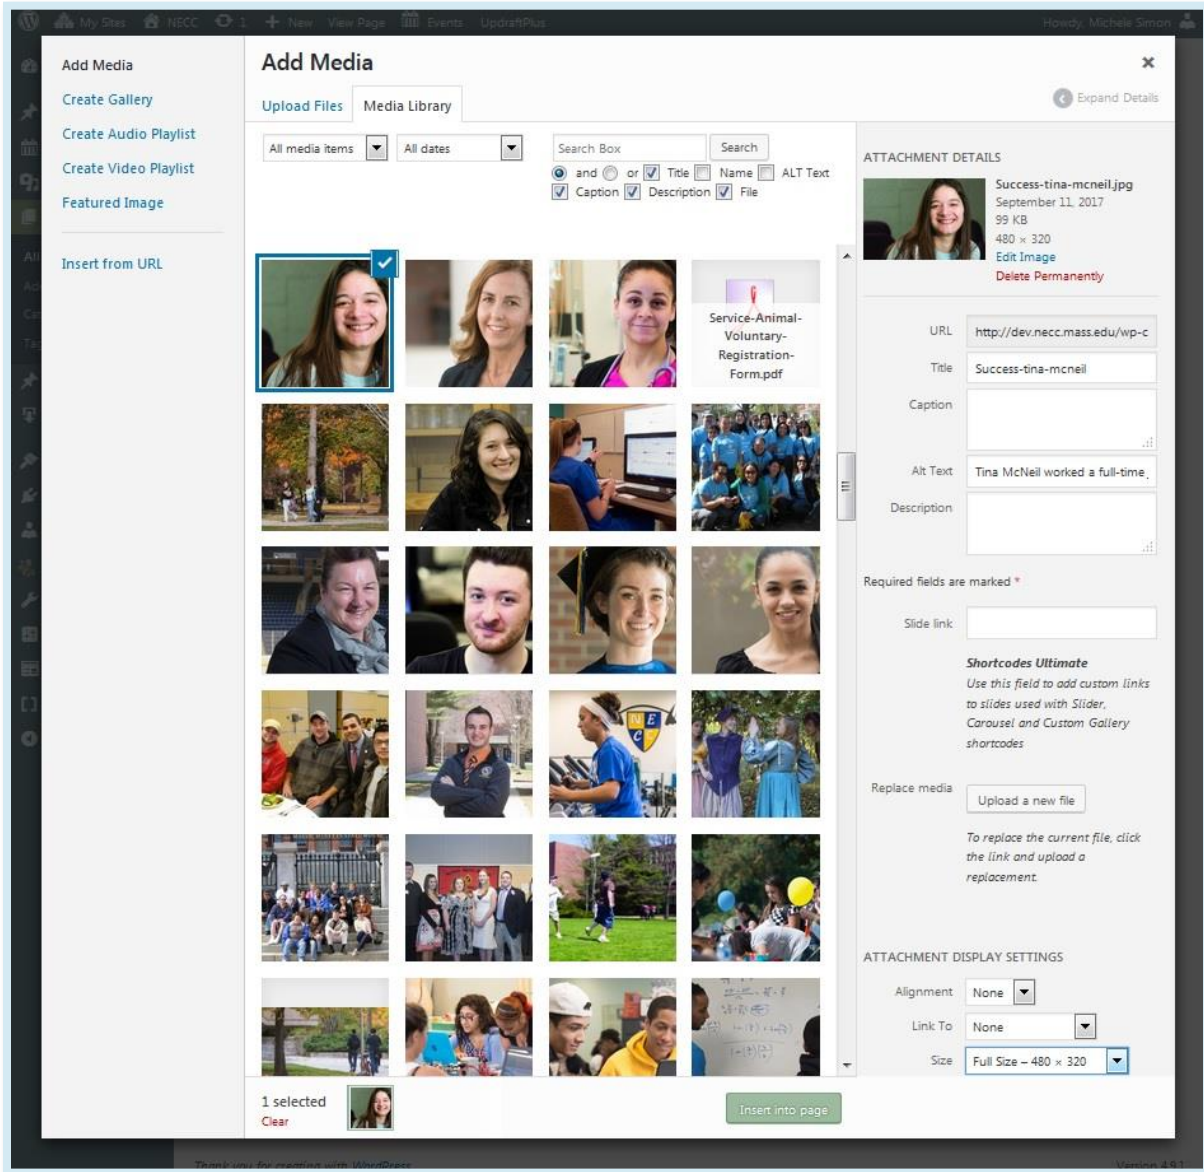 My Sites NECC 1 + New View Page Events UpdraftPlus Howdy, Michele Simon
Add Media
Create Gallery
Create Audio Playlist
Create Video Playlist
Featured Image
Insert from URL
Add Media
Upload Files Media Library
Expand Details
All media items All dates Search Box Search
and or Title Name ALT Text
Caption Description File
Service-Animal-
Voluntary-
Registration-
Form.pdf
N E
C C
1 selected
Clear
Insert into page
ATTACHMENT DETAILS
Success-tina-mcneil.jpg
September 11, 2017
99 KB
480 × 320
Edit Image
Delete Permanently
URL http://dev.necc.mass.edu/wp-c
Title Success-tina-mcneil
Caption
Alt Text Tina McNeil worked a full-time
Description
Required fields are marked *
Slide link
Shortcodes Ultimate
Use this field to add custom links
to slides used with Slider,
Carousel and Custom Gallery
shortcodes
Replace media Upload a new file
To replace the current file, click
the link and upload a
replacement.
ATTACHMENT DISPLAY SETTINGS
Alignment None
Link To None
Size Full Size – 480 × 320
Thank you for creating with WordPress. Version 4.9.1